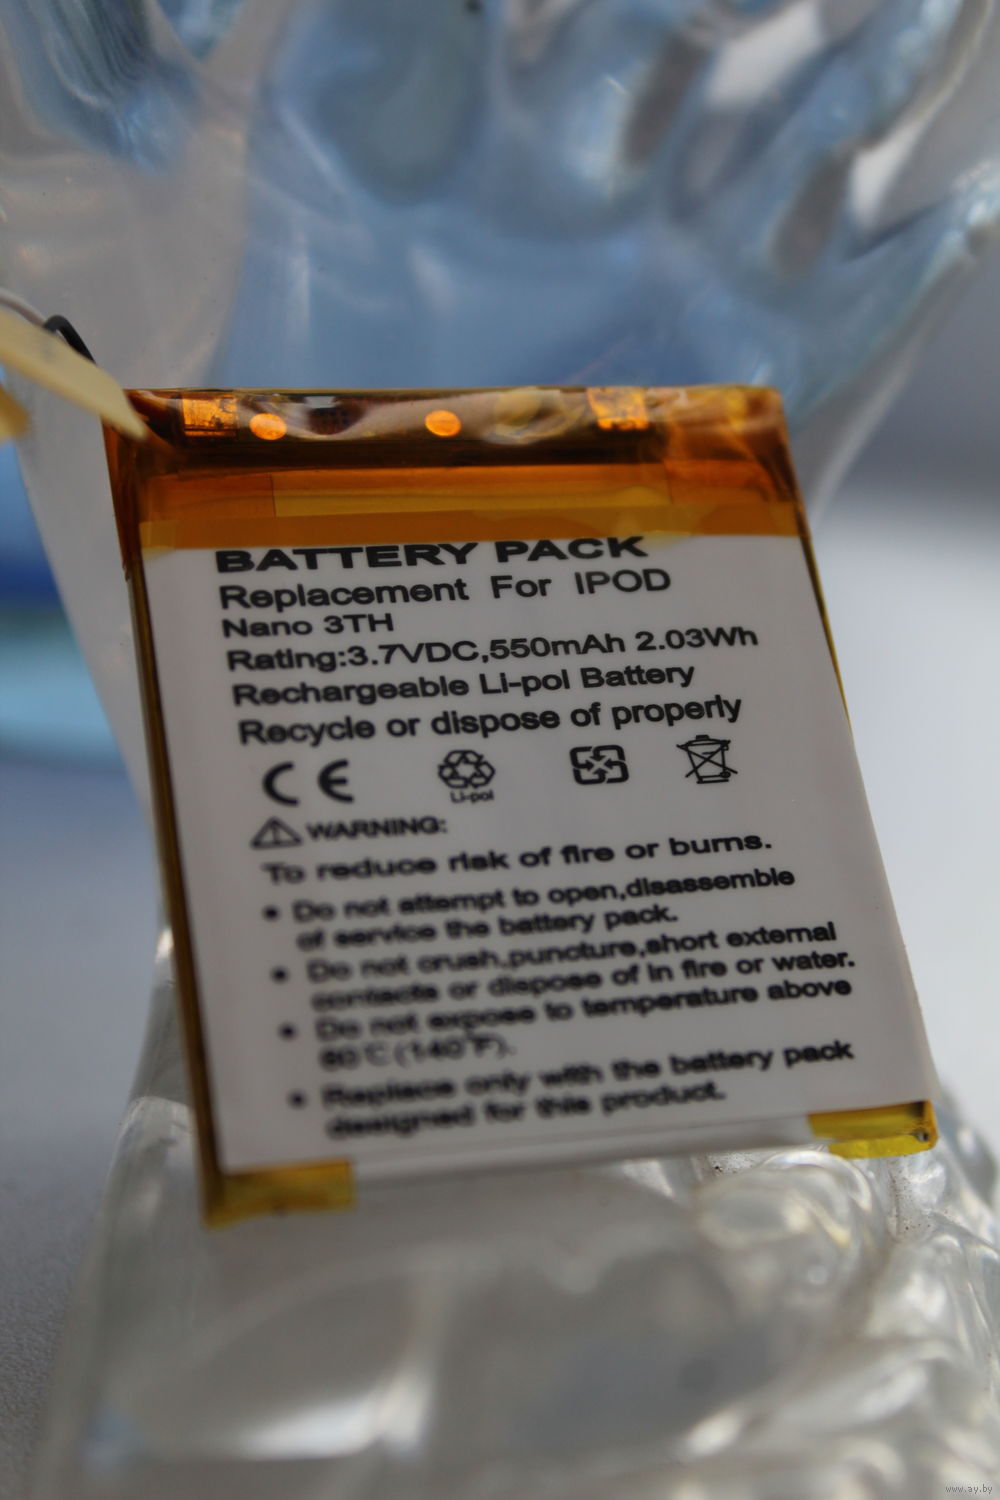 BATTERY PACK
Replacement For IPOD
Nano 3TH
Rating:3.7VDC,550mAh 2.03Wh
Rechargeable Li-pol Battery
Recycle or dispose of properly
CE
Li-pol
WARNING:
To reduce risk of fire or burns.
• Do not attempt to open,disassemble
of service the battery pack.
• Do not crush,puncture,short external
contacts or dispose of in fire or water.
• Do not expose to temperature above
60°C (140°F).
• Replace only with the battery pack
designed for this product.
www.ay.by